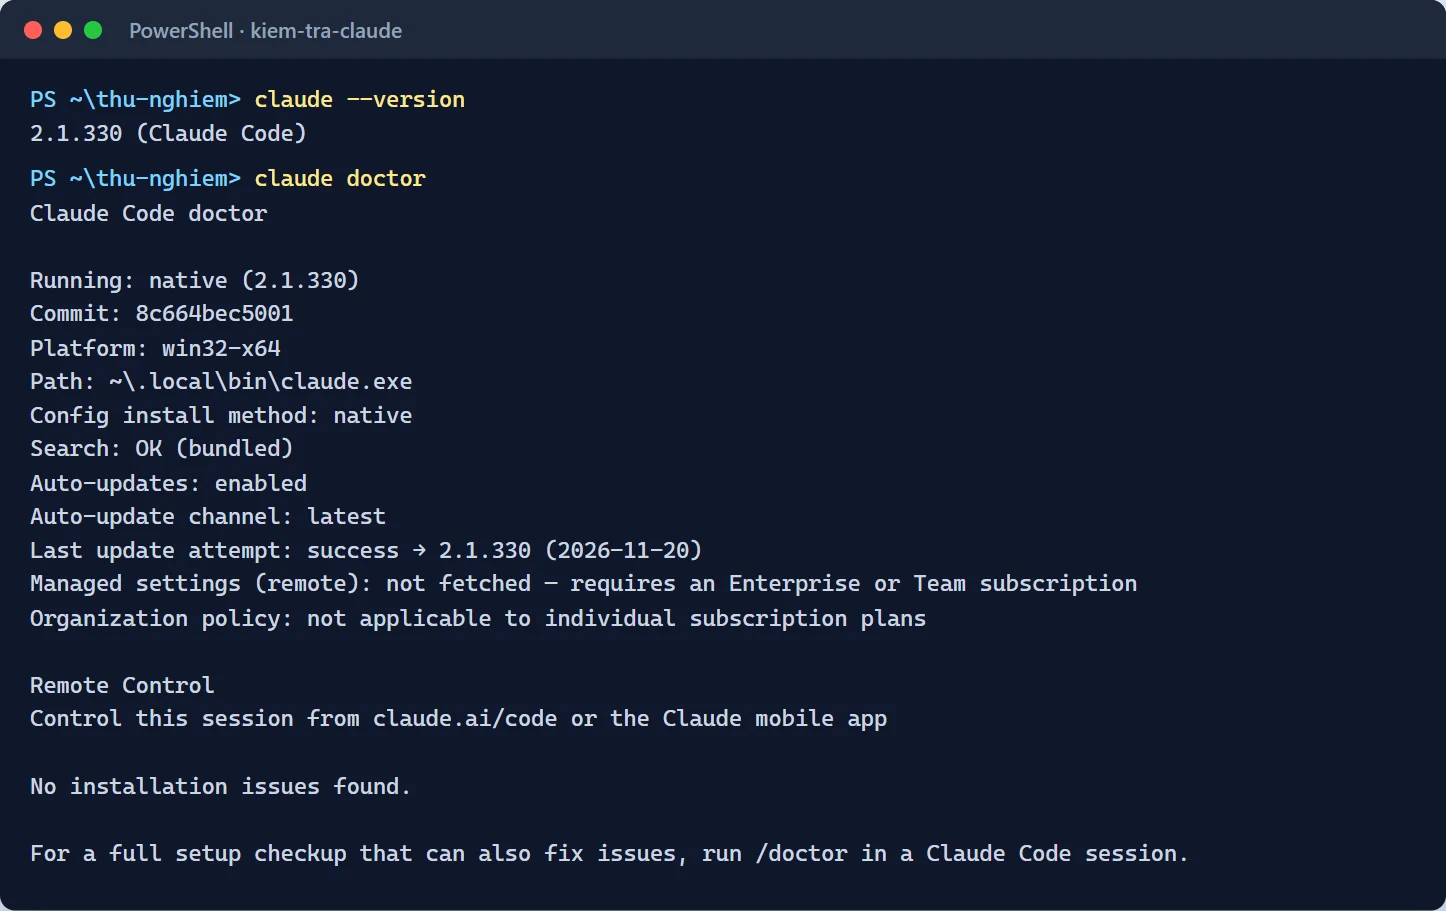 PowerShell · kiem-tra-claude
PS ~\thu-nghiem> claude --version
2.1.330 (Claude Code)
PS ~\thu-nghiem> claude doctor
Claude Code doctor
Running: native (2.1.330)
Commit: 8c664bec5001
Platform: win32-x64
Path: ~\.local\bin\claude.exe
Config install method: native
Search: OK (bundled)
Auto-updates: enabled
Auto-update channel: latest
Last update attempt: success → 2.1.330 (2026-11-20)
Managed settings (remote): not fetched — requires an Enterprise or Team subscription
Organization policy: not applicable to individual subscription plans
Remote Control
Control this session from claude.ai/code or the Claude mobile app
No installation issues found.
For a full setup checkup that can also fix issues, run /doctor in a Claude Code session.